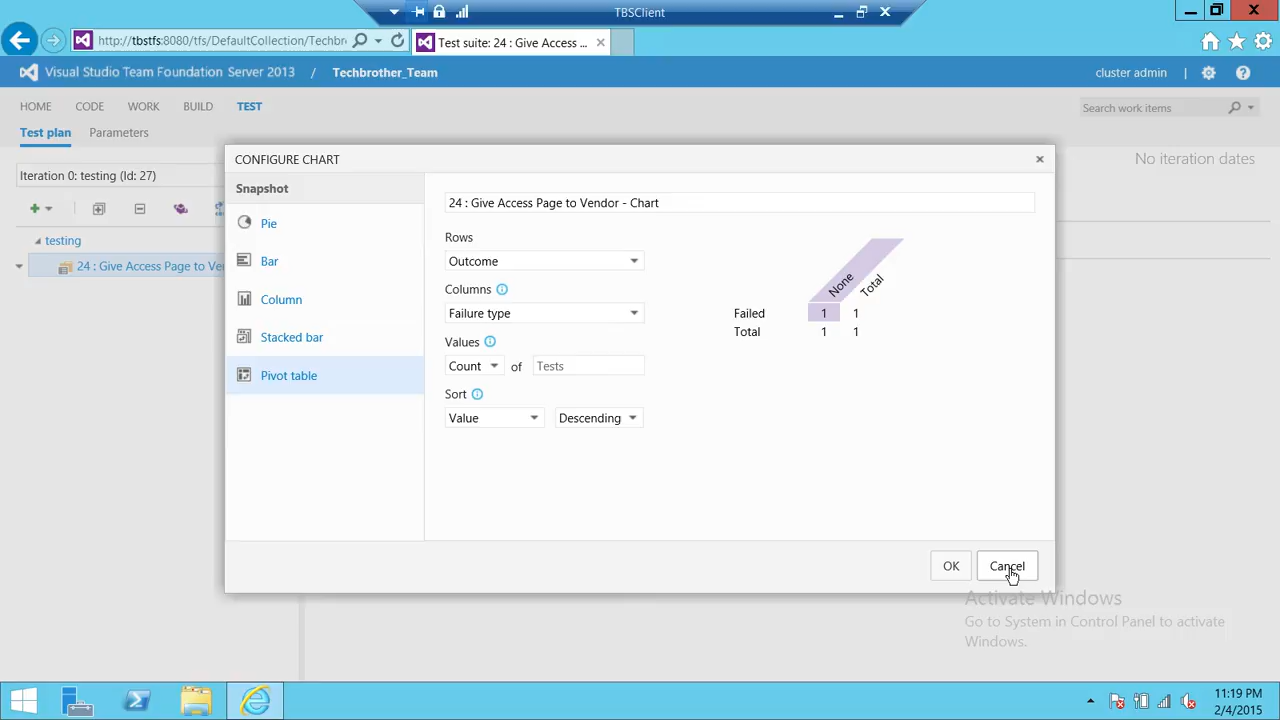 TBSClient
http://tbstfs:8080/tfs/DefaultCollection/Techbr
Test suite: 24 : Give Access ...
Visual Studio Team Foundation Server 2013 / Techbrother_Team
cluster admin
HOME CODE WORK BUILD TEST
Search work items
Test plan Parameters
No iteration dates
Iteration 0: testing (Id: 27)
testing
24 : Give Access Page to Ve
CONFIGURE CHART
Snapshot
Pie
Bar
Column
Stacked bar
Pivot table
24 : Give Access Page to Vendor - Chart
Rows
Outcome
Columns
Failure type
Values
Count of Tests
Sort
Value Descending
None Total
Failed 1 1
Total 1 1
OK Cancel
Activate Windows
Go to System in Control Panel to activate
Windows.
11:19 PM
2/4/2015